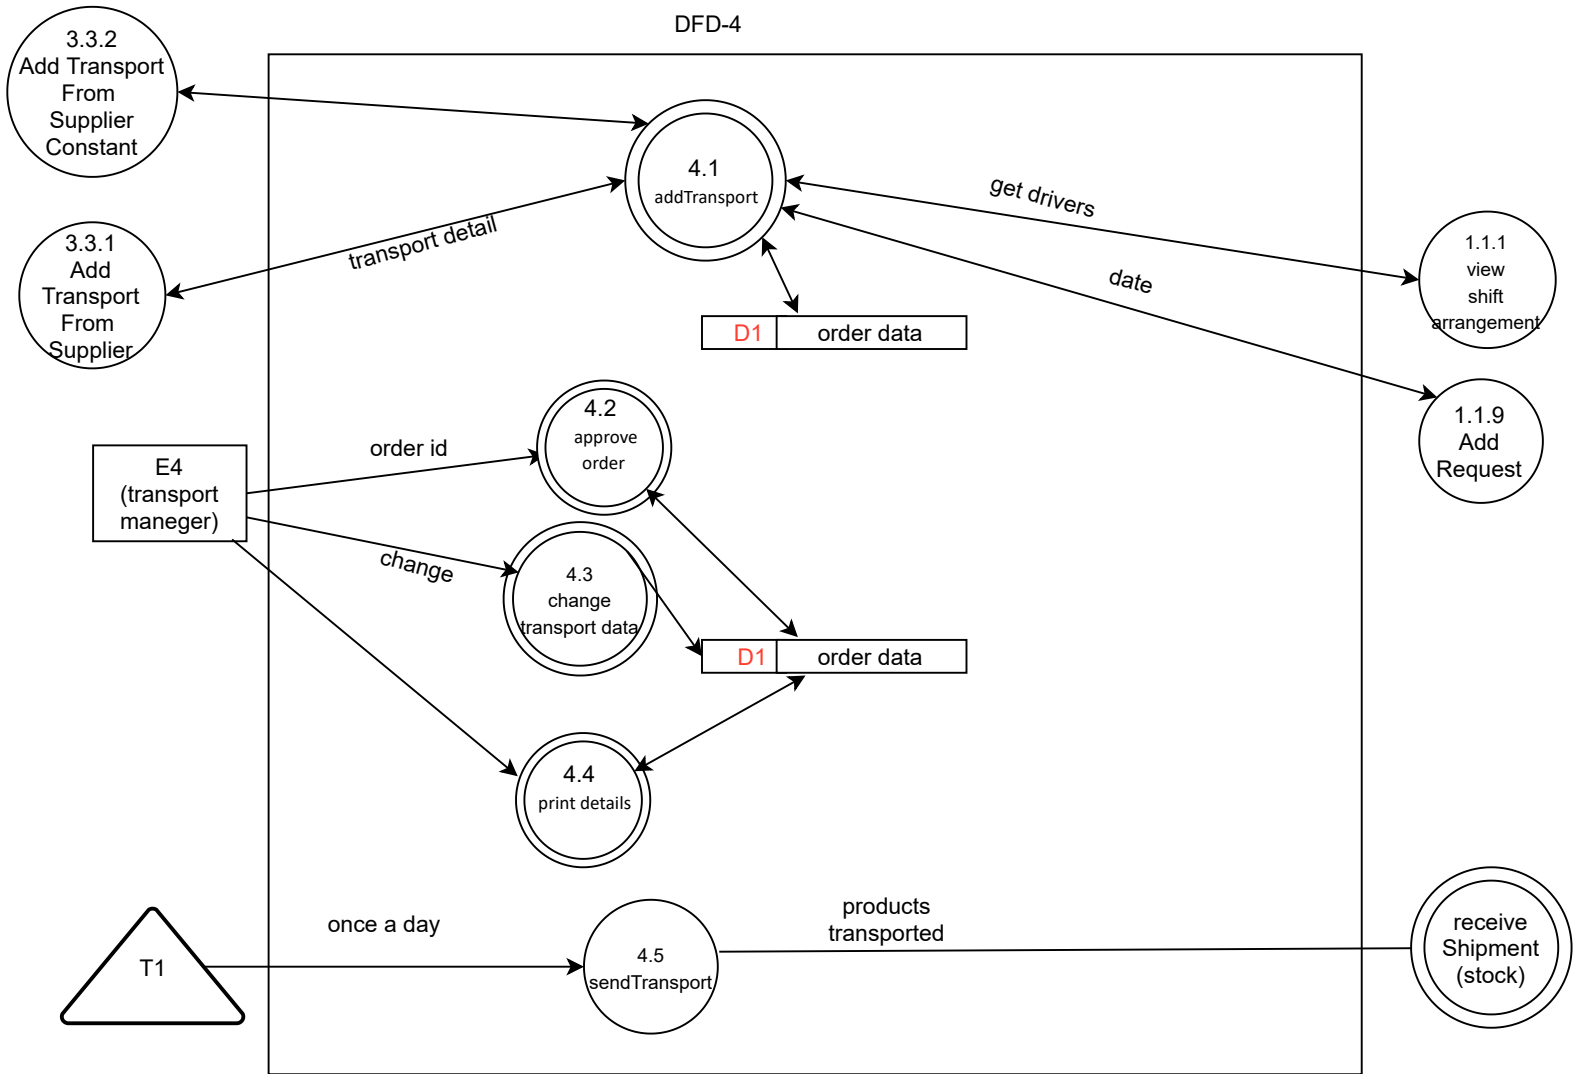 DFD-4
3.3.2
Add Transport
From
Supplier
Constant
4.1
addTransport
get drivers
3.3.1
Add
Transport
From
Supplier
transport detail
1.1.1
view
shift
arrangement
date
D1 order data
4.2
approve
order
order id
1.1.9
Add
Request
E4
(transport
maneger)
change
4.3
change
transport data
D1 order data
4.4
print details
products
transported
once a day
receive
Shipment
(stock)
T1
4.5
sendTransport